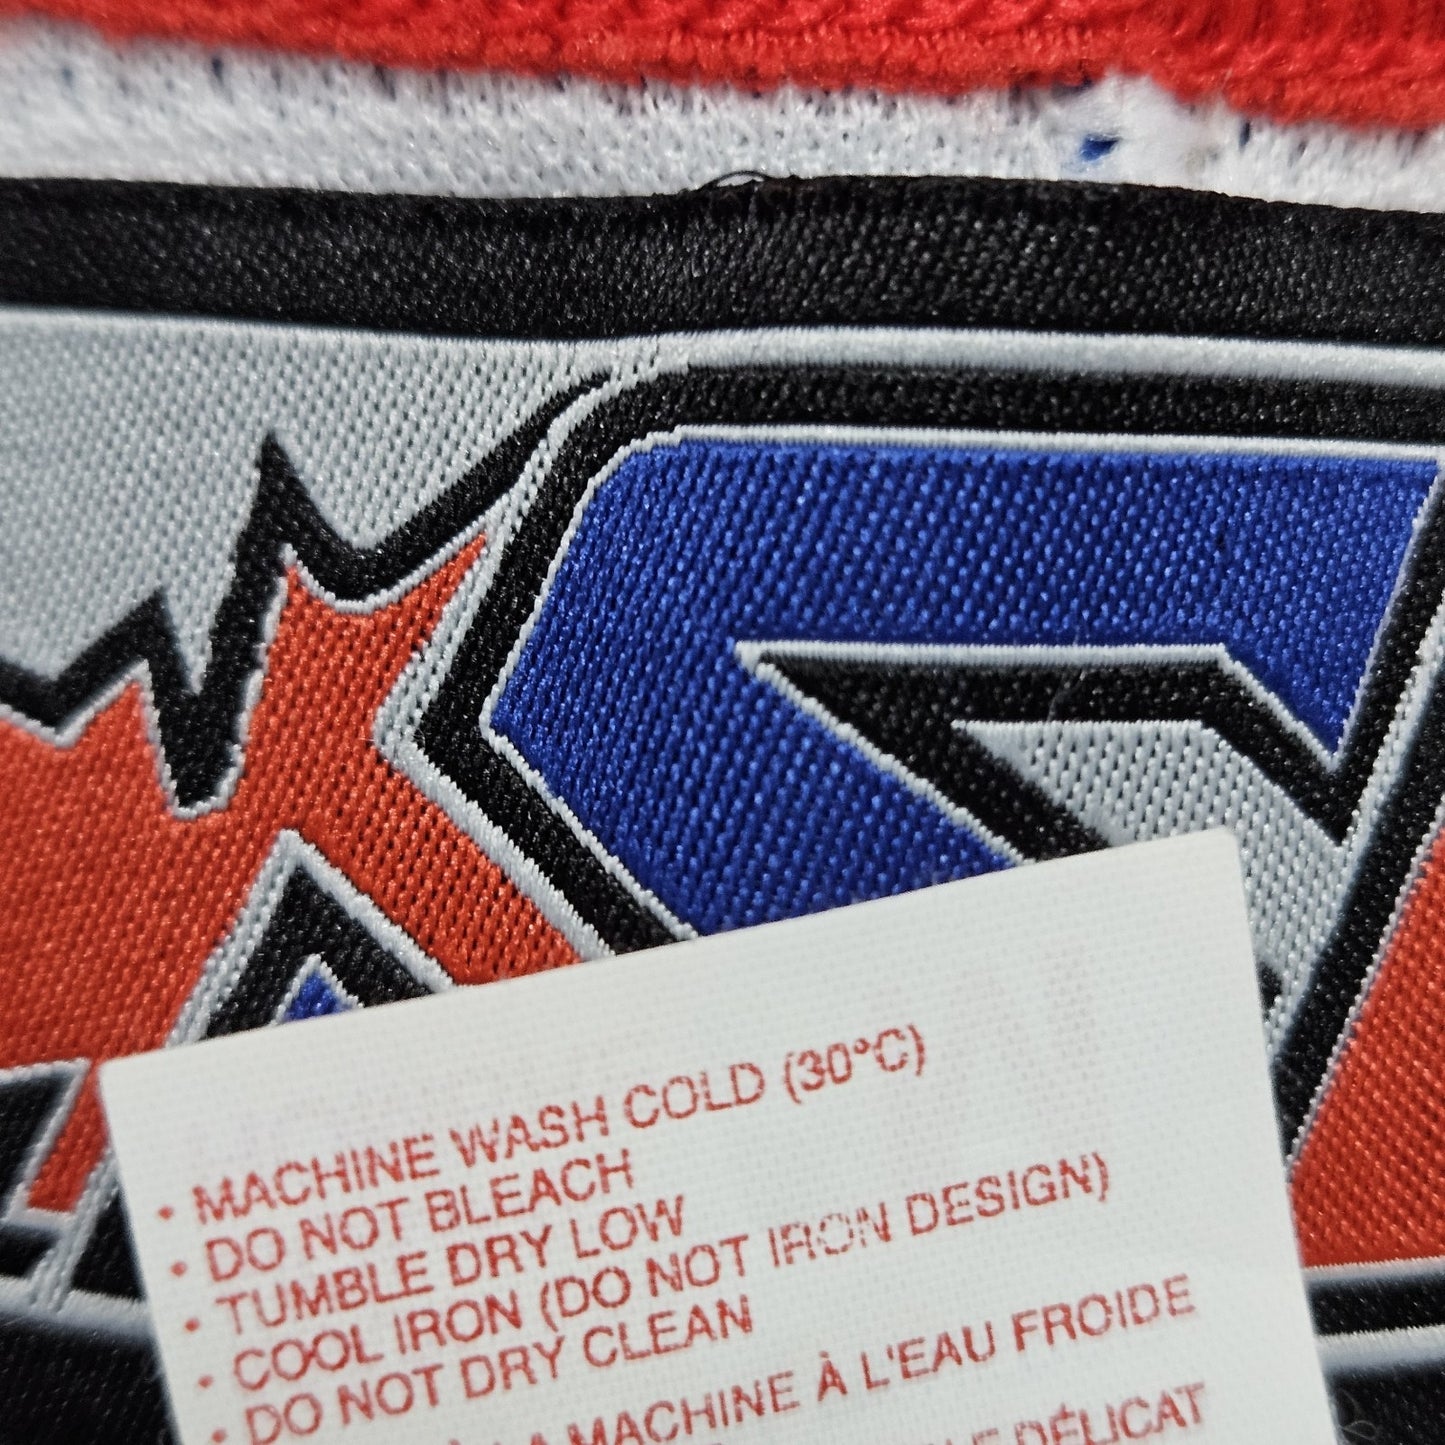 • MACHINE WASH COLD (30°C)
• DO NOT BLEACH
• TUMBLE DRY LOW
• COOL IRON (DO NOT IRON DESIGN)
• DO NOT DRY CLEAN
MACHINE À L'EAU FROIDE
DÉLICAT